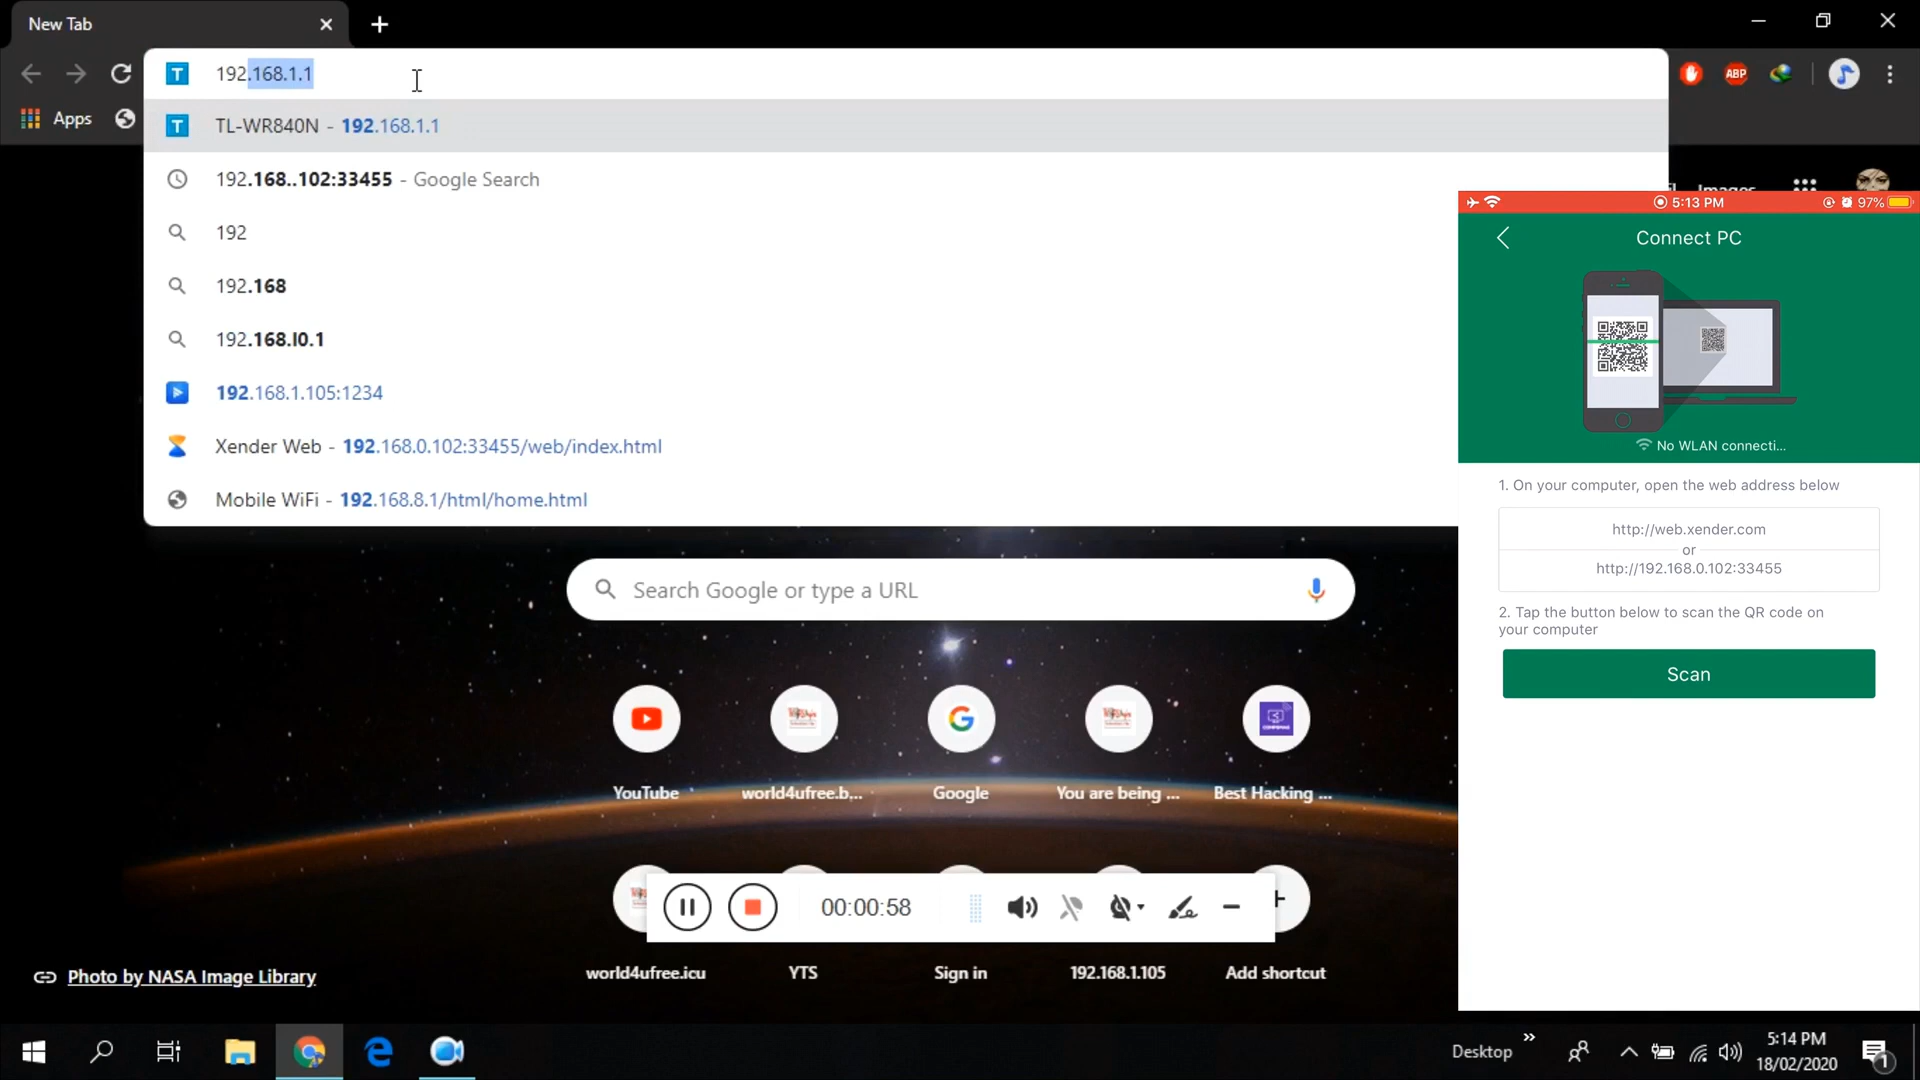 New Tab
192.168.1.1
ABP
Apps
T
T
TL-WR840N - 192.168.1.1
192.168..102:33455 - Google Search
192
192.168
192.168.l0.1
192.168.1.105:1234
Xender Web - 192.168.0.102:33455/web/index.html
Mobile WiFi - 192.168.8.1/html/home.html
Images
5:13 PM
97%
Connect PC
No WLAN connecti...
1. On your computer, open the web address below
http://web.xender.com
or
http://192.168.0.102:33455
2. Tap the button below to scan the QR code on
your computer
Scan
Search Google or type a URL
YouTube
world4ufree.b...
Google
You are being ...
Best Hacking ...
00:00:58
world4ufree.icu
YTS
Sign in
192.168.1.105
Add shortcut
Photo by NASA Image Library
Desktop
5:14 PM
18/02/2020
1